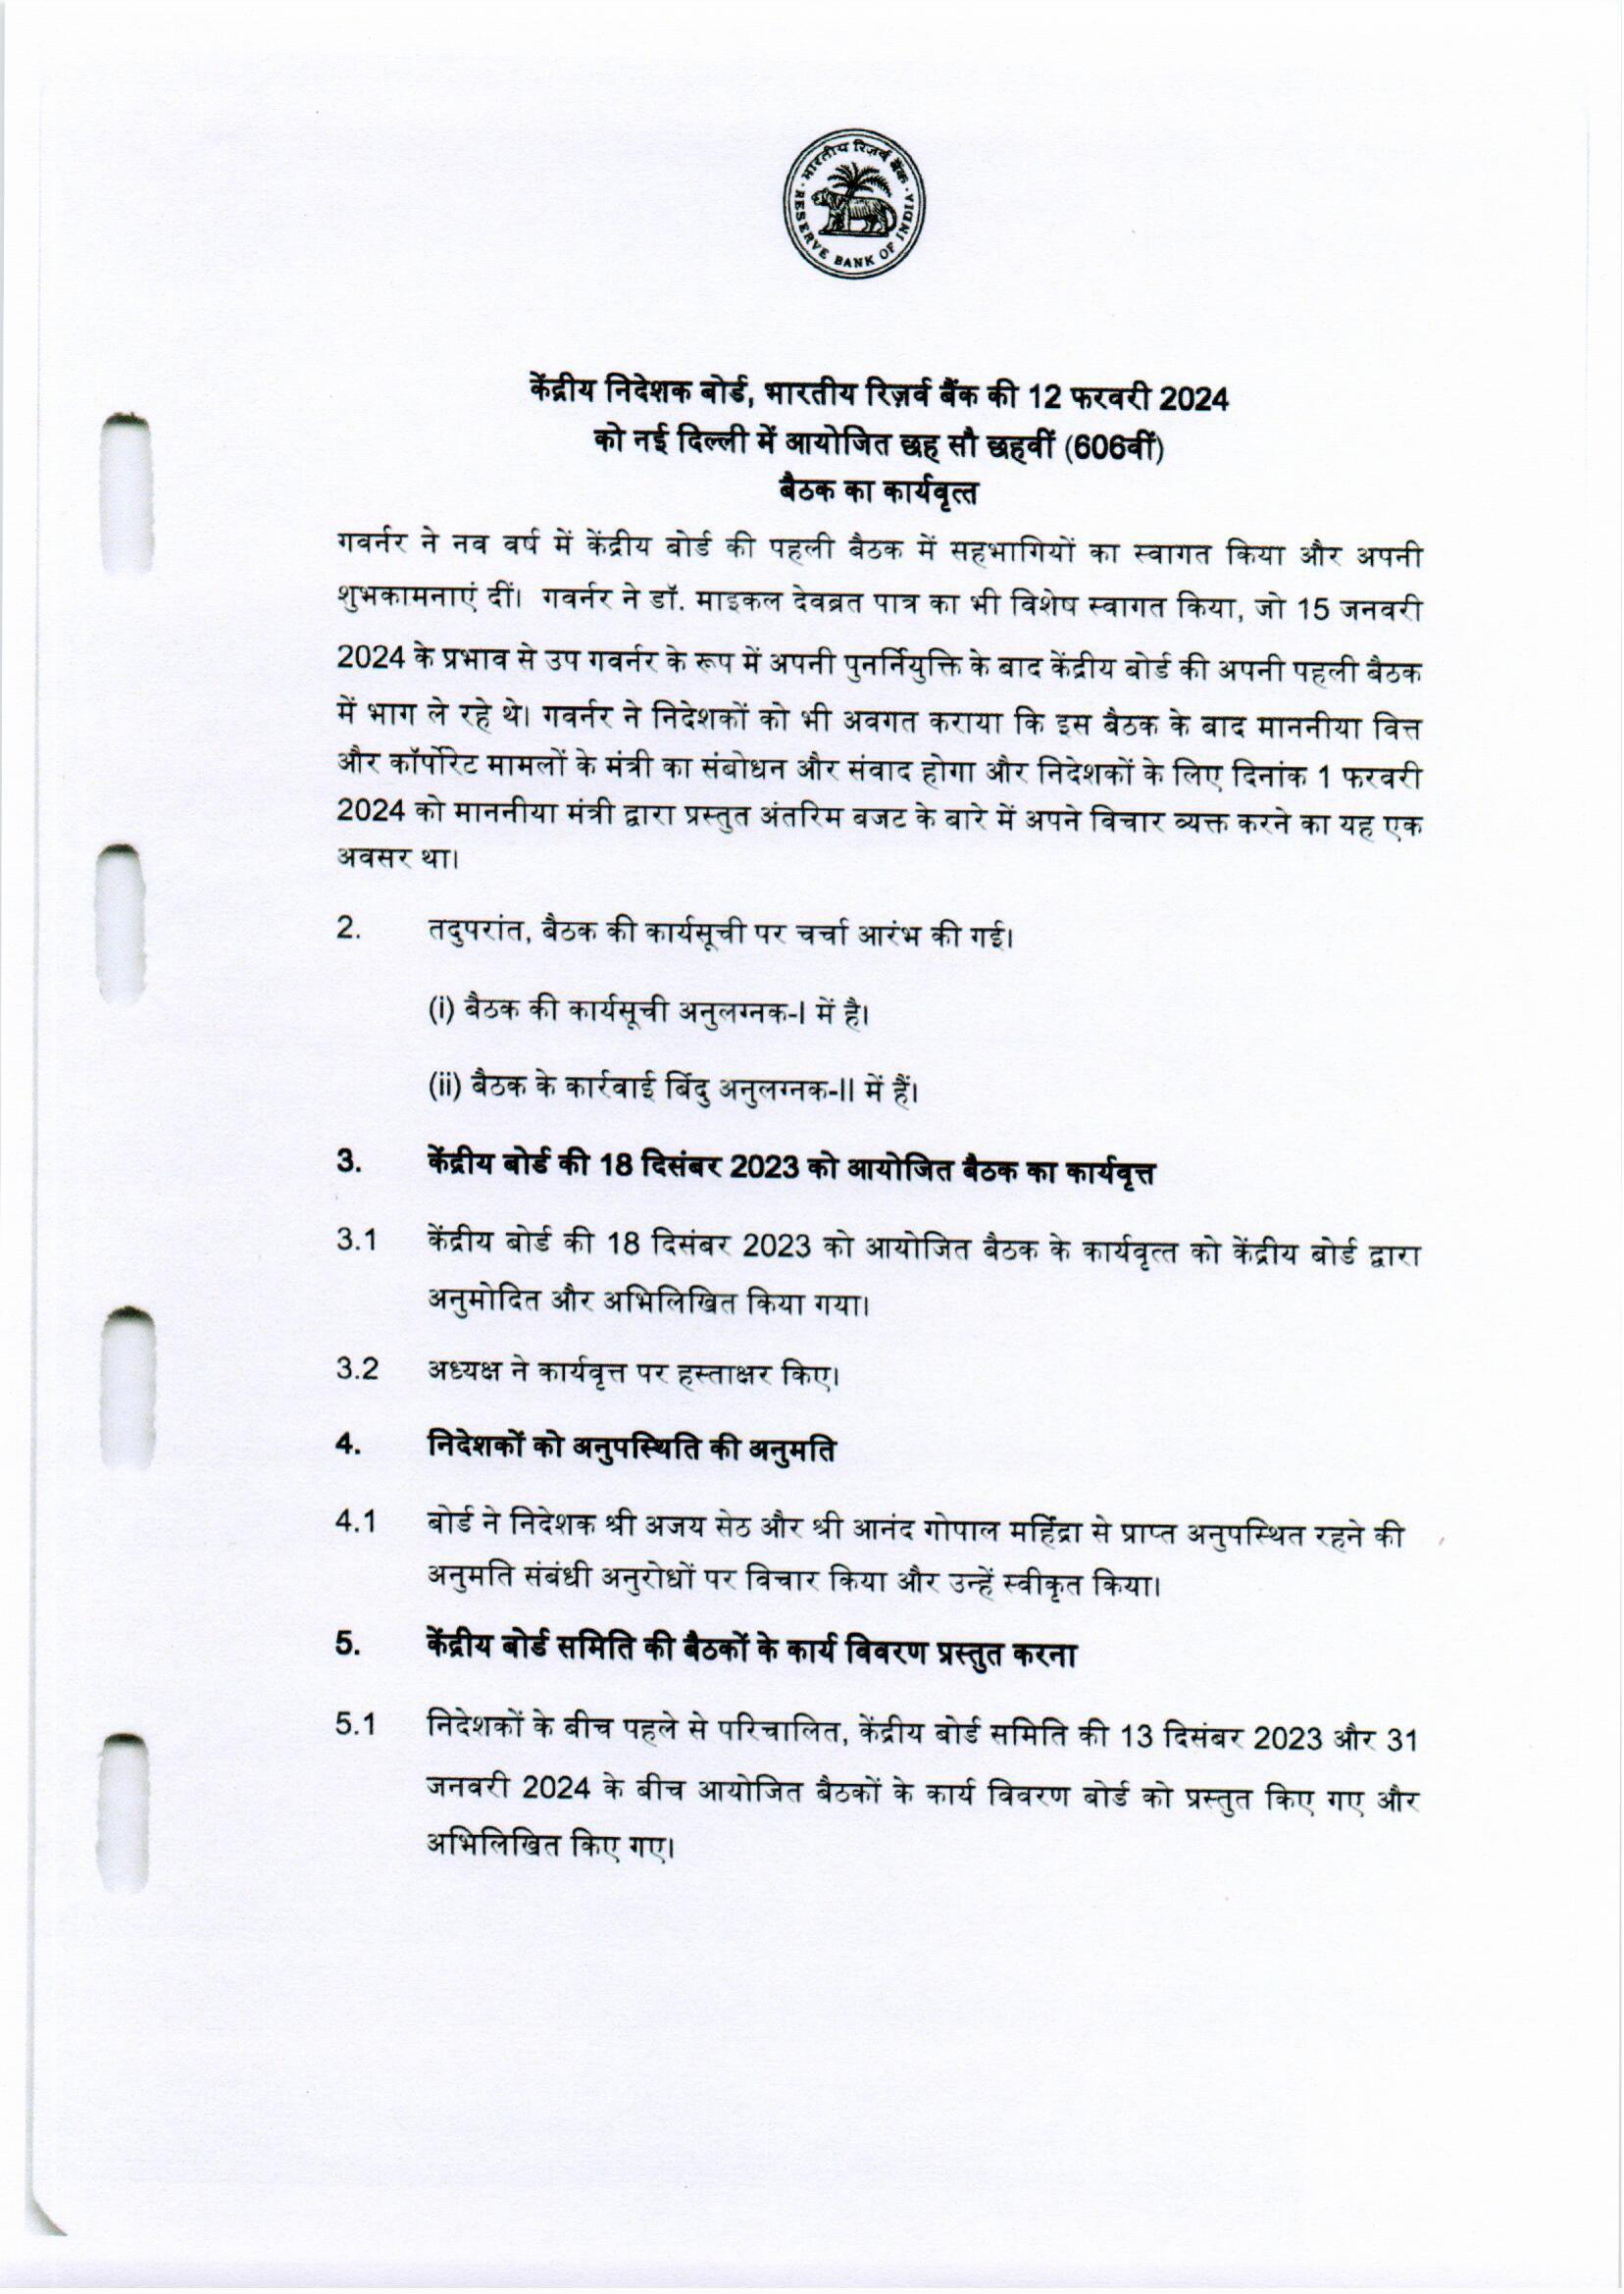 भारतीय रिज़र्व बैंक
RESERVE BANK OF INDIA
केंद्रीय निदेशक बोर्ड, भारतीय रिज़र्व बैंक की 12 फरवरी 2024
को नई दिल्ली में आयोजित छह सौ छहवीं (606वीं)
बैठक का कार्यवृत्त
गवर्नर ने नव वर्ष में केंद्रीय बोर्ड की पहली बैठक में सहभागियों का स्वागत किया और अपनी
शुभकामनाएं दीं। गवर्नर ने डॉ. माइकल देवब्रत पात्र का भी विशेष स्वागत किया, जो 15 जनवरी
2024 के प्रभाव से उप गवर्नर के रूप में अपनी पुनर्नियुक्ति के बाद केंद्रीय बोर्ड की अपनी पहली बैठक
में भाग ले रहे थे। गवर्नर ने निदेशकों को भी अवगत कराया कि इस बैठक के बाद माननीया वित्त
और कॉर्पोरेट मामलों के मंत्री का संबोधन और संवाद होगा और निदेशकों के लिए दिनांक 1 फरवरी
2024 को माननीया मंत्री द्वारा प्रस्तुत अंतरिम बजट के बारे में अपने विचार व्यक्त करने का यह एक
अवसर था।
2. तदुपरांत, बैठक की कार्यसूची पर चर्चा आरंभ की गई।
(i) बैठक की कार्यसूची अनुलग्नक-I में है।
(ii) बैठक के कार्रवाई बिंदु अनुलग्नक-II में हैं।
3. केंद्रीय बोर्ड की 18 दिसंबर 2023 को आयोजित बैठक का कार्यवृत्त
3.1 केंद्रीय बोर्ड की 18 दिसंबर 2023 को आयोजित बैठक के कार्यवृत्त को केंद्रीय बोर्ड द्वारा
अनुमोदित और अभिलिखित किया गया।
3.2 अध्यक्ष ने कार्यवृत्त पर हस्ताक्षर किए।
4. निदेशकों को अनुपस्थिति की अनुमति
4.1 बोर्ड ने निदेशक श्री अजय सेठ और श्री आनंद गोपाल महिंद्रा से प्राप्त अनुपस्थित रहने की
अनुमति संबंधी अनुरोधों पर विचार किया और उन्हें स्वीकृत किया।
5. केंद्रीय बोर्ड समिति की बैठकों के कार्य विवरण प्रस्तुत करना
5.1 निदेशकों के बीच पहले से परिचालित, केंद्रीय बोर्ड समिति की 13 दिसंबर 2023 और 31
जनवरी 2024 के बीच आयोजित बैठकों के कार्य विवरण बोर्ड को प्रस्तुत किए गए और
अभिलिखित किए गए।